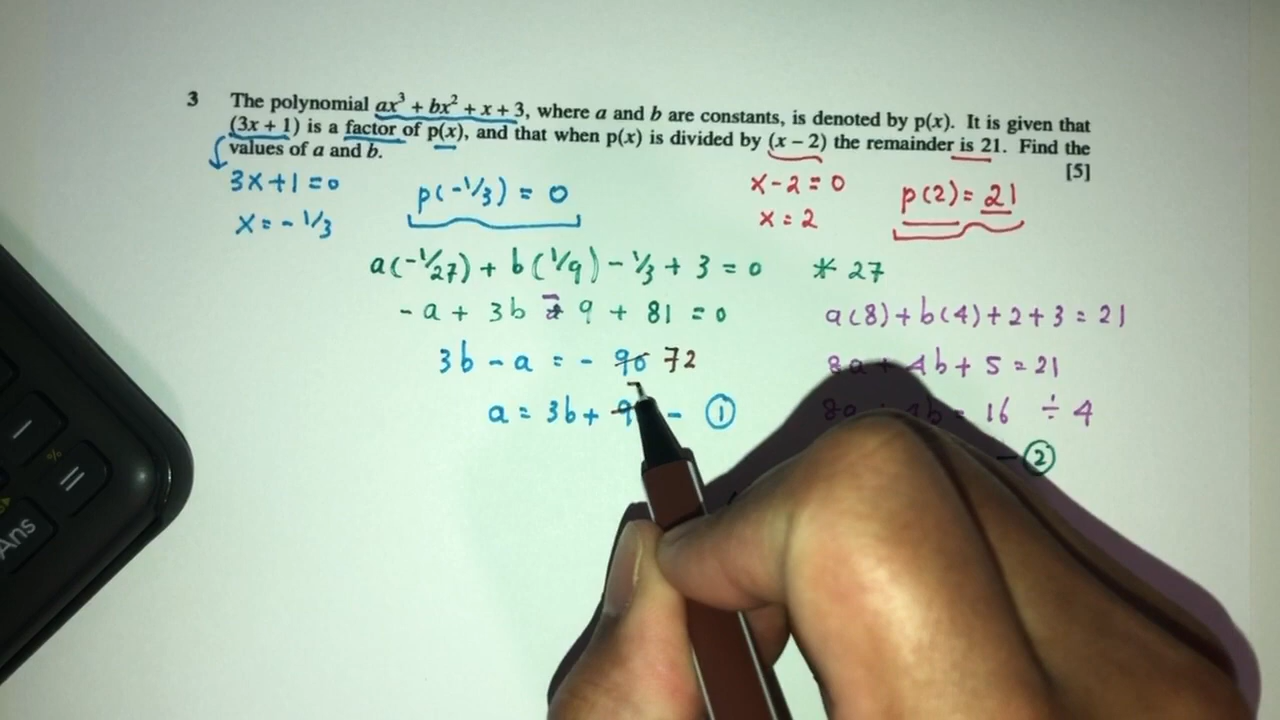 3 The polynomial ax³ + bx² + x + 3, where a and b are constants, is denoted by p(x). It is given that
(3x + 1) is a factor of p(x), and that when p(x) is divided by (x − 2) the remainder is 21. Find the
values of a and b. [5]
3x+1=0
x = -1/3
p(-1/3) = 0
x-2=0
x=2
p(2)=21
a(-1/27) + b(1/9) - 1/3 + 3 = 0 * 27
- a + 3b - 9 + 81 = 0
3b - a = - 90 72
a = 3b + - ①
a(8)+b(4)+2+3=21
8a + 4b + 5 = 21
16 ÷ 4
- ②
%
=
Ans